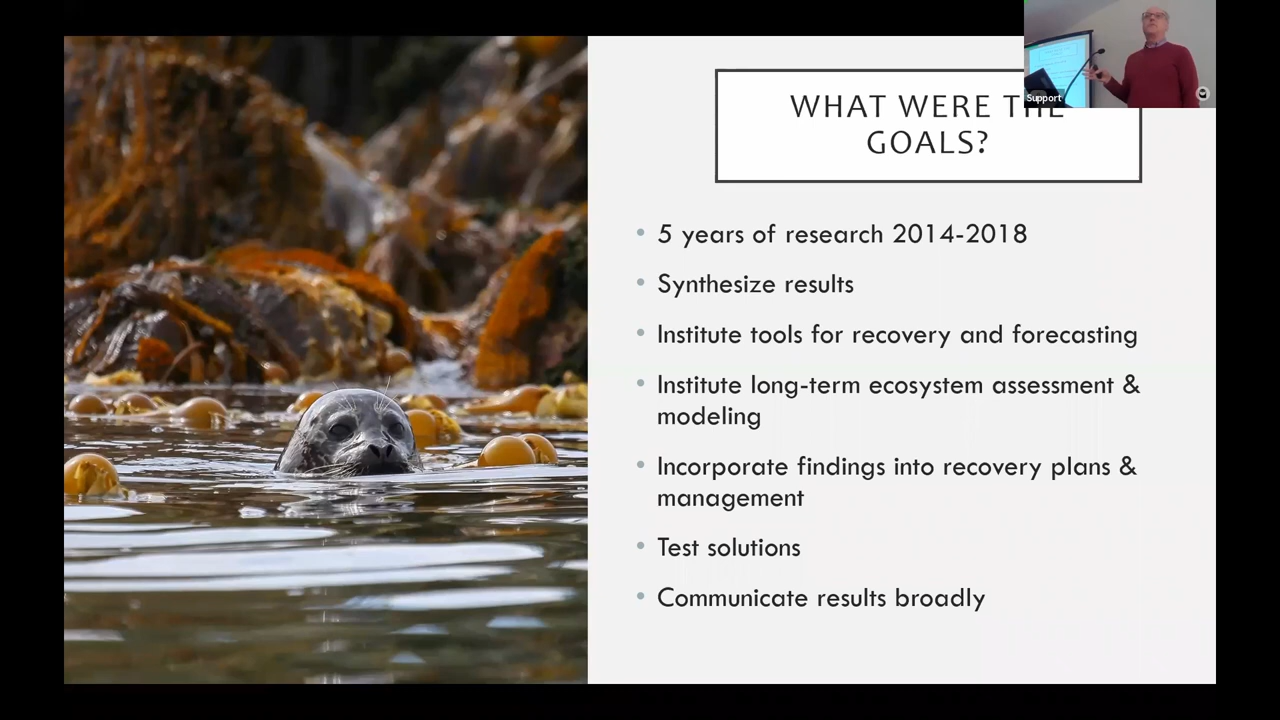 WHAT WERE THE
GOALS?
Support
• 5 years of research 2014-2018
• Synthesize results
• Institute tools for recovery and forecasting
• Institute long-term ecosystem assessment &
modeling
• Incorporate findings into recovery plans &
management
• Test solutions
• Communicate results broadly